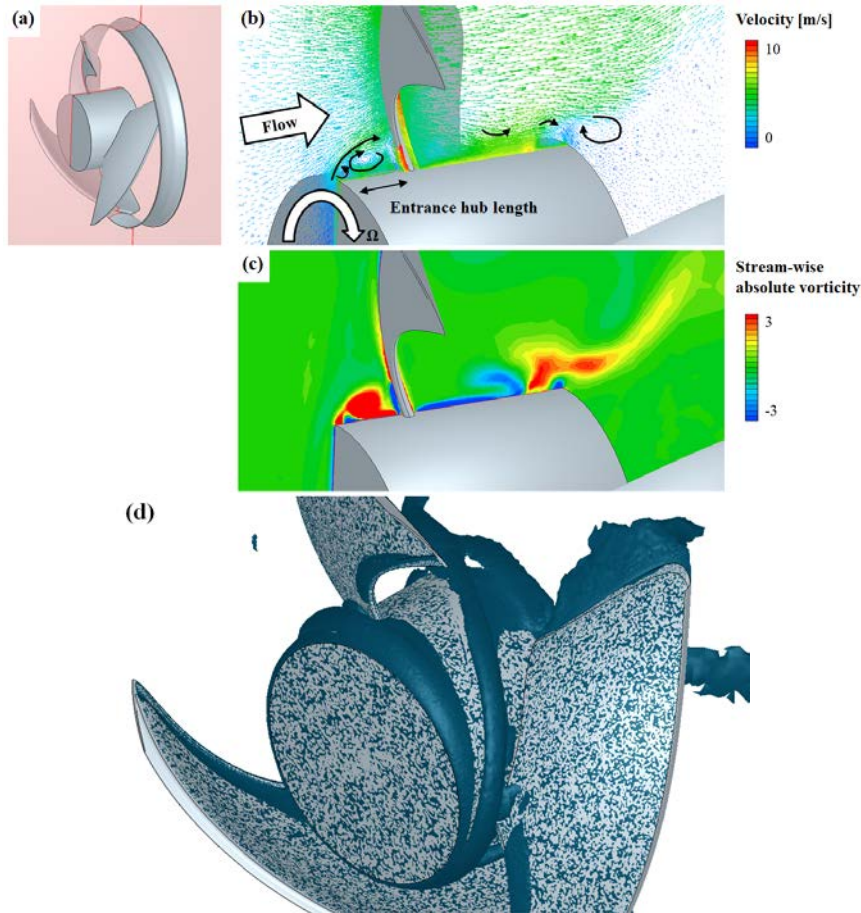 (a)
(b)
Velocity [m/s]
10
0
Flow
Entrance hub length
Ω
(c)
Stream-wise
absolute vorticity
3
-3
(d)